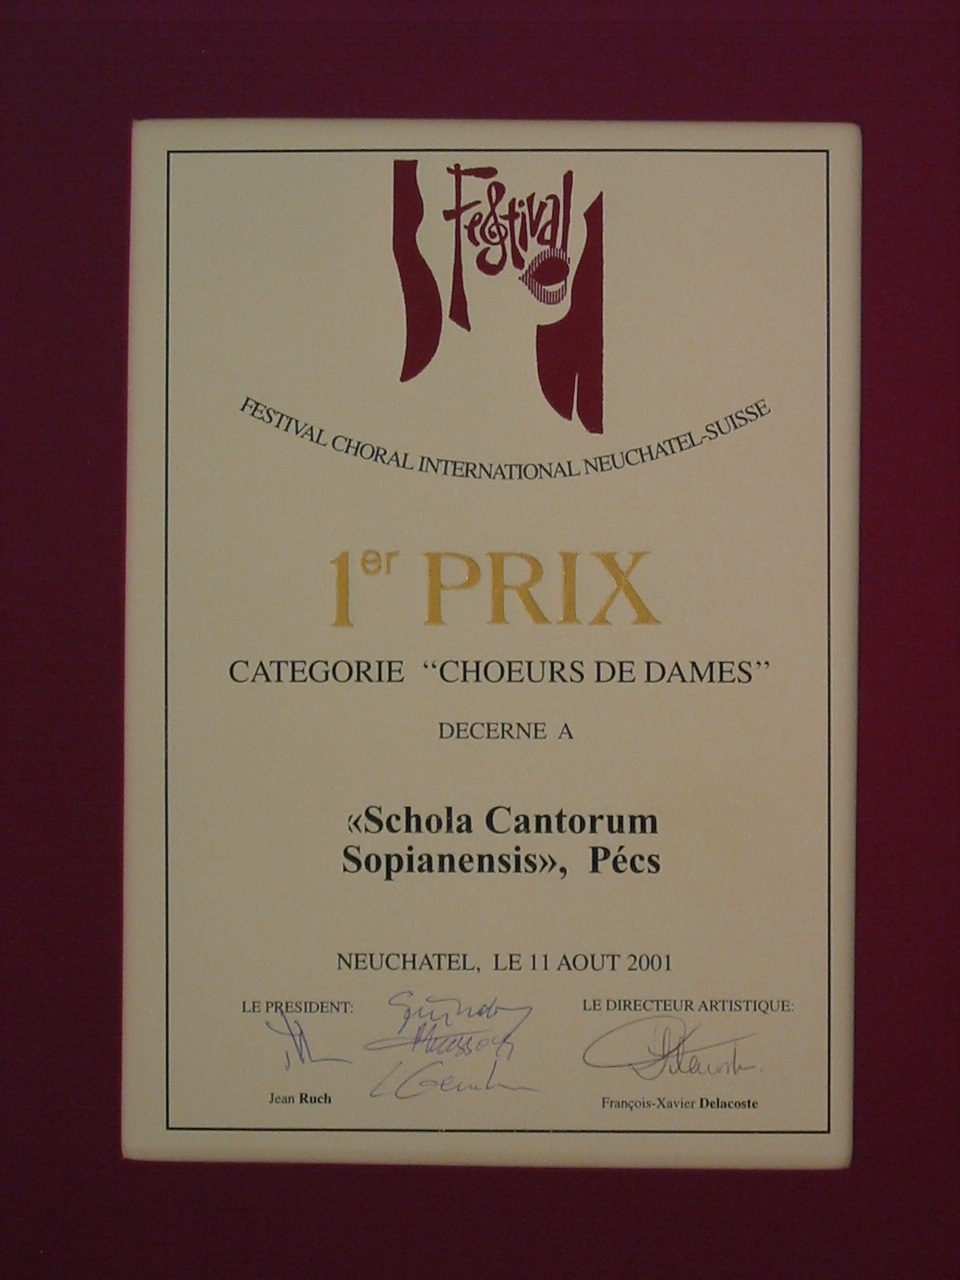 Festival
FESTIVAL CHORAL INTERNATIONAL NEUCHATEL-SUISSE
1er PRIX
CATEGORIE “CHOEURS DE DAMES”
DECERNE A
«Schola Cantorum
Sopianensis», Pécs
NEUCHATEL, LE 11 AOUT 2001
LE PRESIDENT:
LE DIRECTEUR ARTISTIQUE:
Jean Ruch
François-Xavier Delacoste